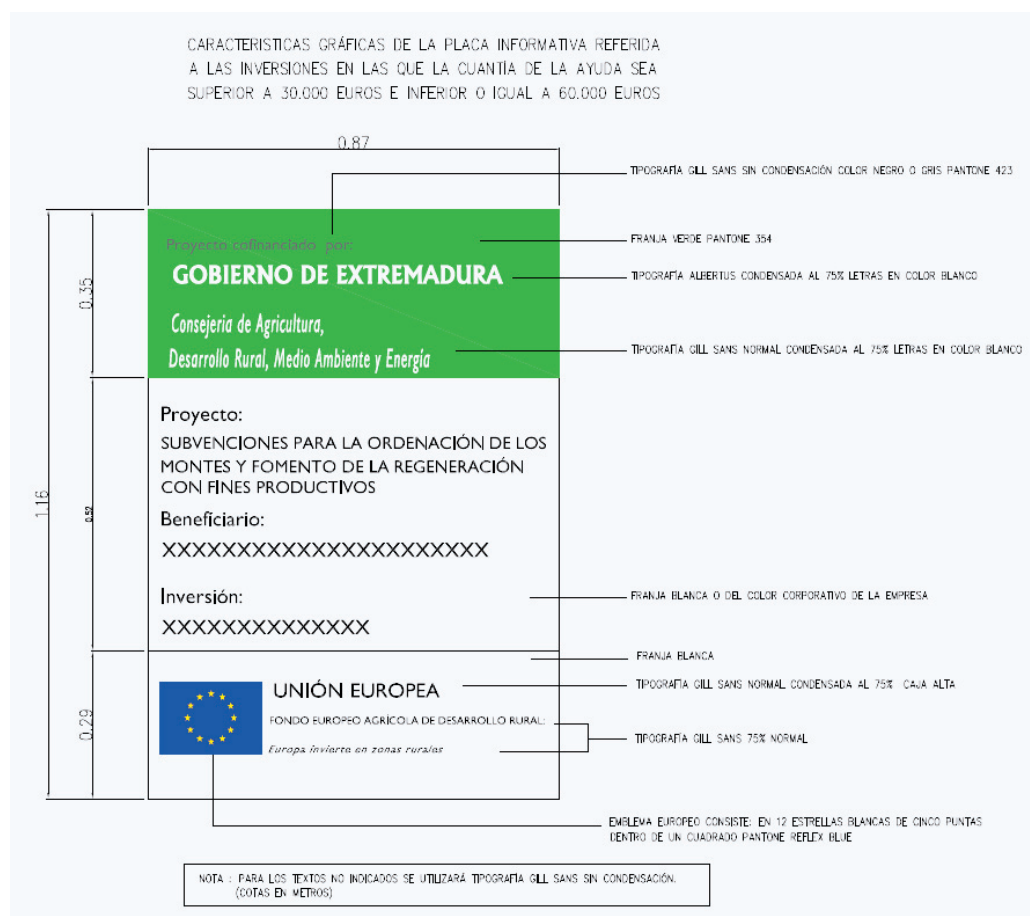 CARACTERISTICAS GRÁFICAS DE LA PLACA INFORMATIVA REFERIDA
A LAS INVERSIONES EN LAS QUE LA CUANTÍA DE LA AYUDA SEA
SUPERIOR A 30.000 EUROS E INFERIOR O IGUAL A 60.000 EUROS
0.87
TIPOGRAFÍA GILL SANS SIN CONDENSACIÓN COLOR NEGRO O GRIS PANTONE 423
Proyecto cofinanciado por:
FRANJA VERDE PANTONE 354
GOBIERNO DE EXTREMADURA
TIPOGRAFÍA ALBERTUS CONDENSADA AL 75% LETRAS EN COLOR BLANCO
0.35
Consejeria de Agricultura,
Desarrollo Rural, Medio Ambiente y Energía
TIPOGRAFÍA GILL SANS NORMAL CONDENSADA AL 75% LETRAS EN COLOR BLANCO
Proyecto:
SUBVENCIONES PARA LA ORDENACIÓN DE LOS
MONTES Y FOMENTO DE LA REGENERACIÓN
CON FINES PRODUCTIVOS
1.16
0.52
Beneficiario:
XXXXXXXXXXXXXXXXXXXXXX
Inversión:
FRANJA BLANCA O DEL COLOR CORPORATIVO DE LA EMPRESA
XXXXXXXXXXXXXX
FRANJA BLANCA
UNIÓN EUROPEA
TIPOGRAFÍA GILL SANS NORMAL CONDENSADA AL 75% CAJA ALTA
0.29
FONDO EUROPEO AGRÍCOLA DE DESARROLLO RURAL:
TIPOGRAFÍA GILL SANS 75% NORMAL
Europa invierte en zonas rurales
EMBLEMA EUROPEO CONSISTE: EN 12 ESTRELLAS BLANCAS DE CINCO PUNTAS
DENTRO DE UN CUADRADO PANTONE REFLEX BLUE
NOTA : PARA LOS TEXTOS NO INDICADOS SE UTILIZARÁ TIPOGRAFIA GILL SANS SIN CONDENSACIÓN.
(COTAS EN METROS)